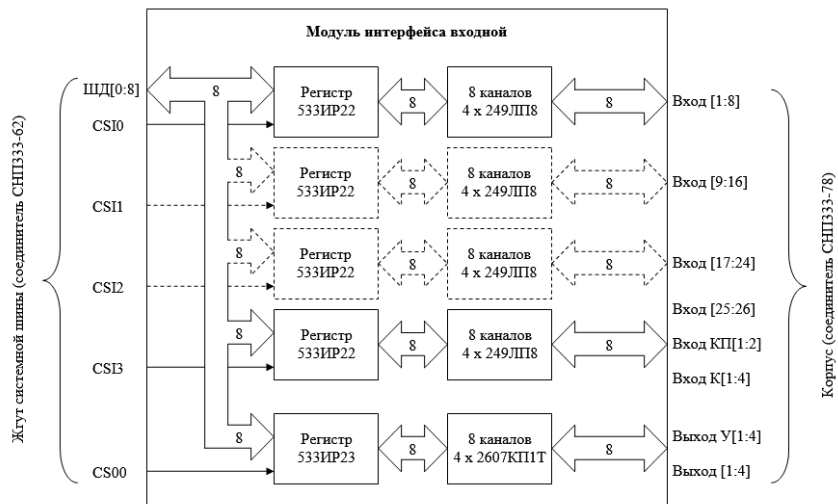 Модуль интерфейса входной
Жгут системной шины (соединитель СНП333-62)
Корпус (соединитель СНП333-78)
ШД[0:8]
8
Регистр
533ИР22
8
8 каналов
4 x 249ЛП8
8
Вход [1:8]
CSI0
8
Регистр
533ИР22
8
8 каналов
4 x 249ЛП8
8
Вход [9:16]
CSI1
8
Регистр
533ИР22
8
8 каналов
4 x 249ЛП8
8
Вход [17:24]
CSI2
Вход [25:26]
8
Регистр
533ИР22
8
8 каналов
4 x 249ЛП8
8
Вход КП[1:2]
CSI3
Вход К[1:4]
8
Регистр
533ИР23
8
8 каналов
4 x 2607КП1Т
8
Выход У[1:4]
CS00
Выход [1:4]